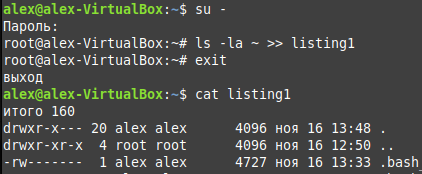 alex@alex-VirtualBox:~$ su -
Пароль:
root@alex-VirtualBox:~# ls -la ~ >> listing1
root@alex-VirtualBox:~# exit
выход
alex@alex-VirtualBox:~$ cat listing1
итого 160
drwxr-x--- 20 alex alex 4096 ноя 16 13:48 .
drwxr-xr-x 4 root root 4096 ноя 16 12:50 ..
-rw------- 1 alex alex 4727 ноя 16 13:33 .bash